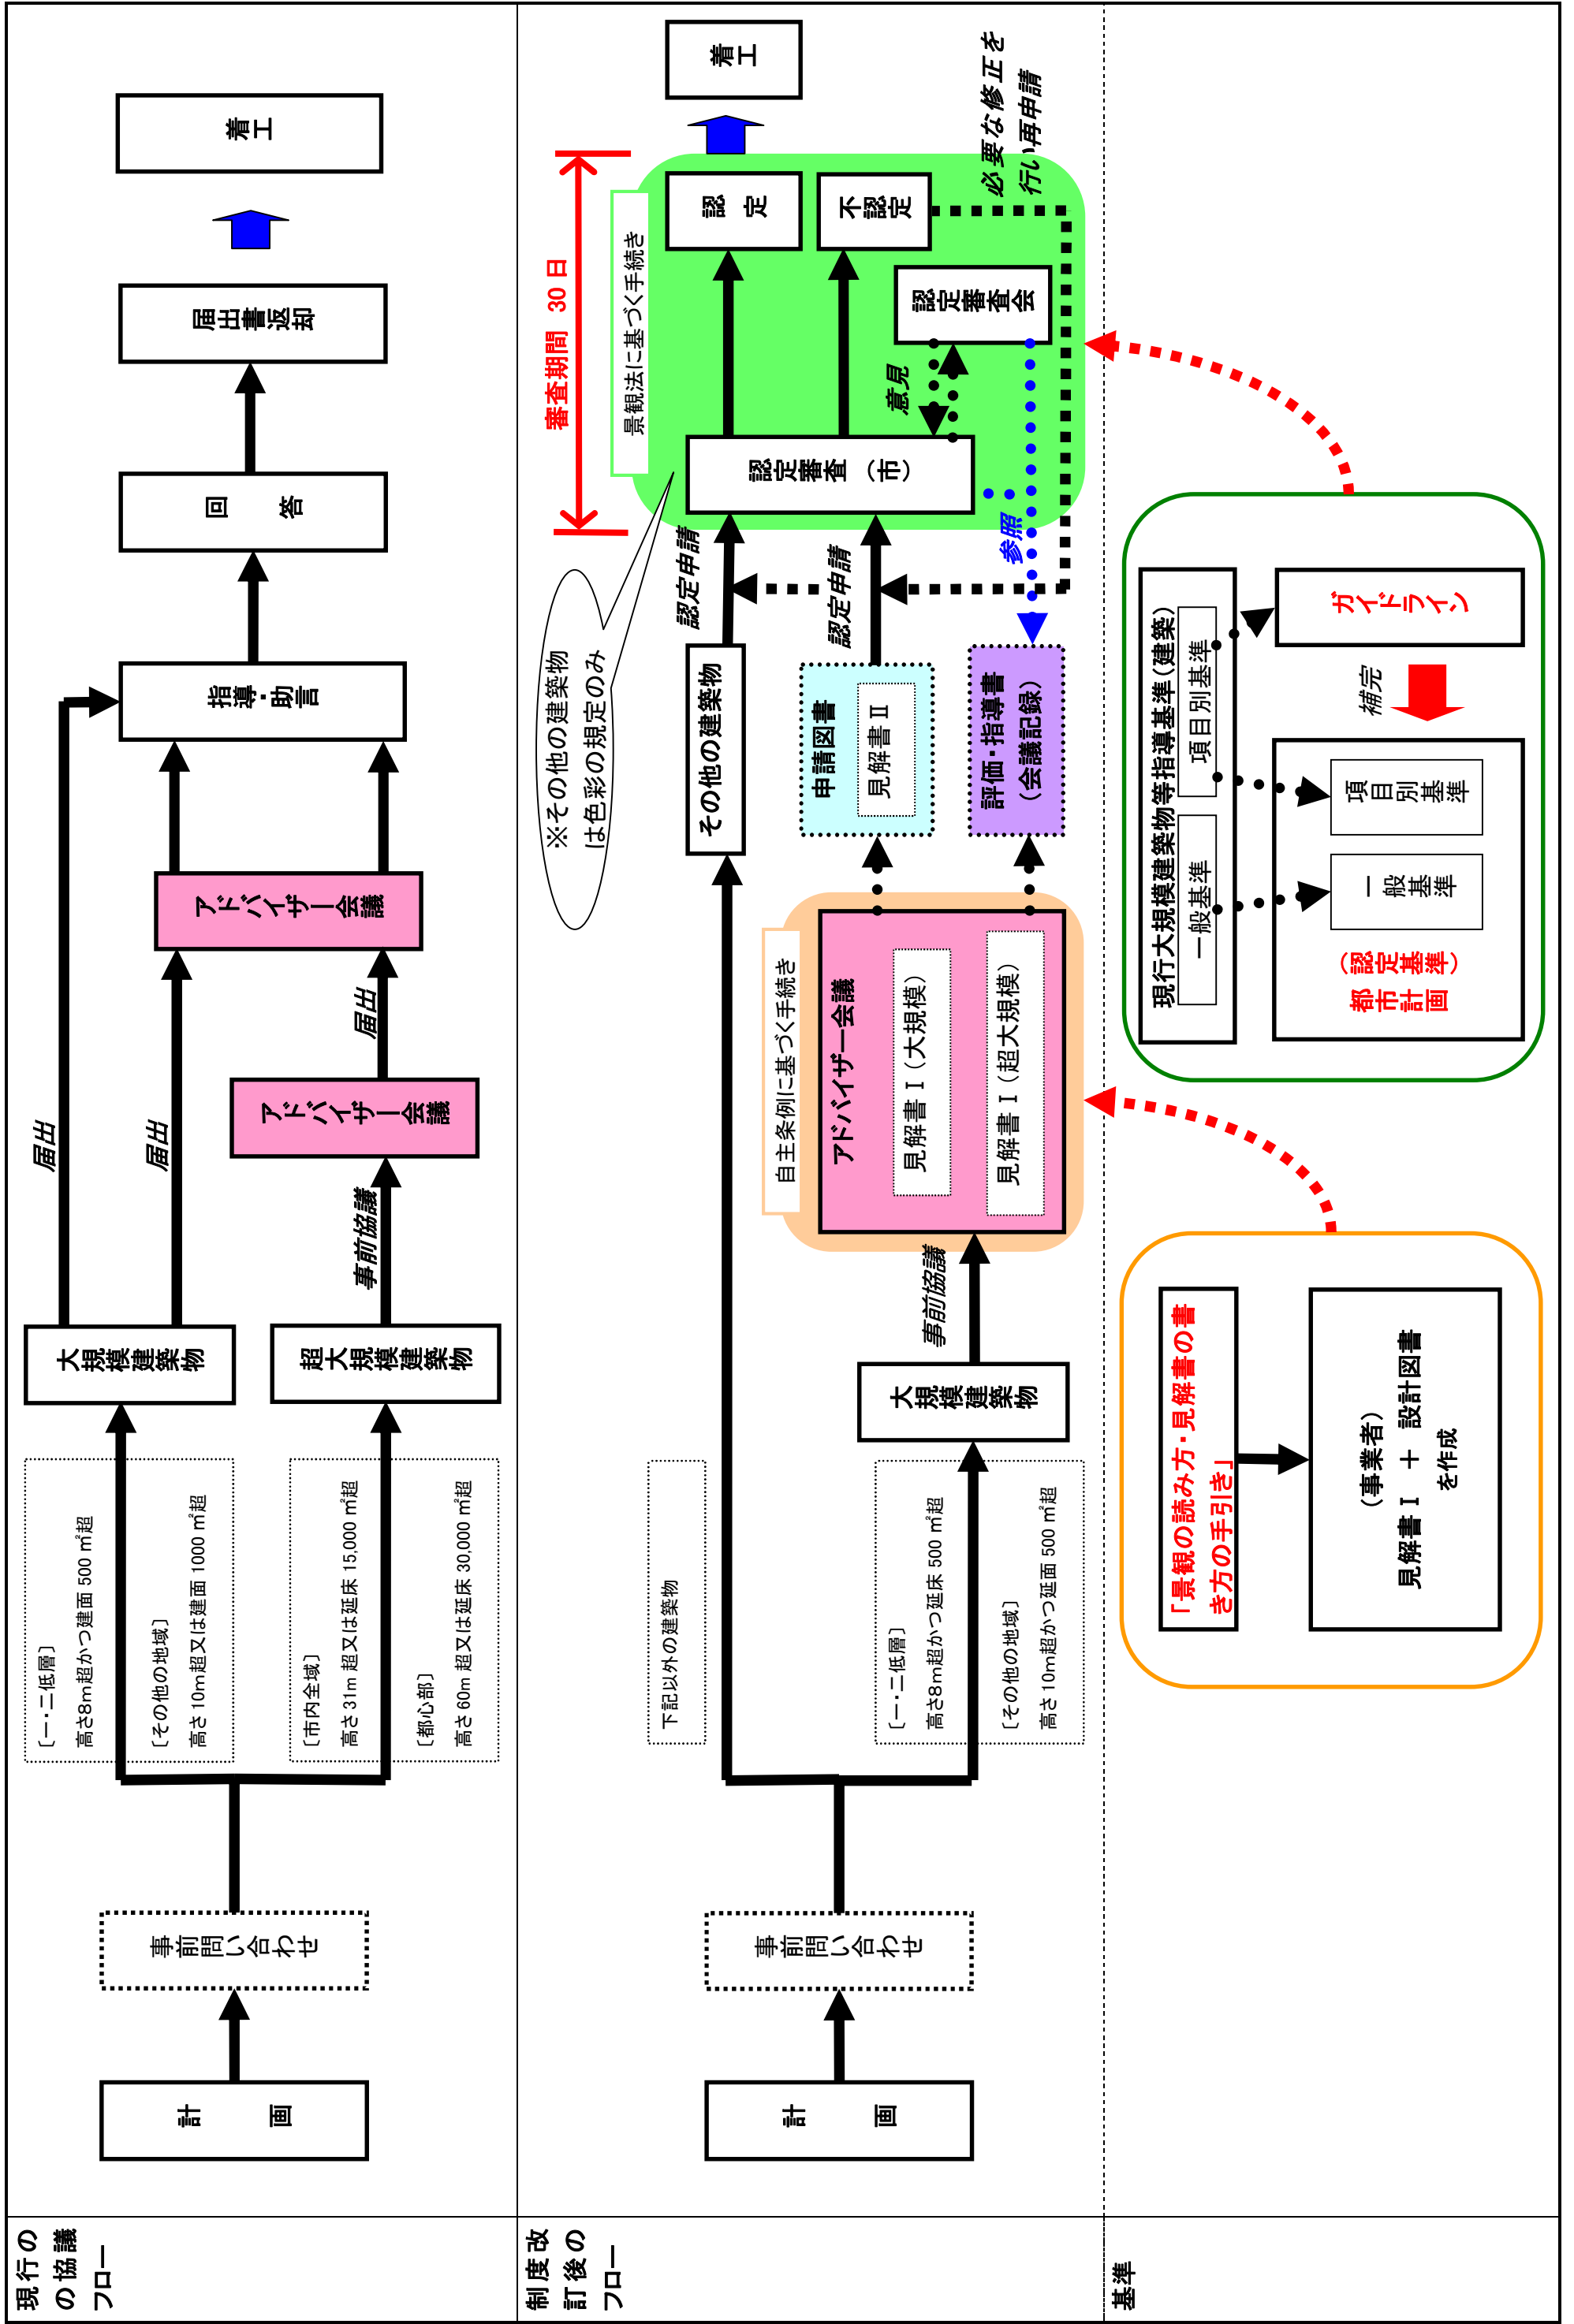 現行の
の協議
フロー
計　画
事前問い合わせ
〔一・二低層〕
高さ8m超かつ建面 500 ㎡超
〔その他の地域〕
高さ 10m超又は建面 1000 ㎡超
〔市内全域〕
高さ 31m 超又は延床 15,000 ㎡超
〔都心部〕
高さ 60m 超又は延床 30,000 ㎡超
大規模建築物
超大規模建築物
届出
届出
事前協議
アドバイザー会議
届出
アドバイザー会議
指導・助言
回　答
届出書返却
着工
制度改
訂後の
フロー
計　画
事前問い合わせ
下記以外の建築物
〔一・二低層〕
高さ8m超かつ延床 500 ㎡超
〔その他の地域〕
高さ 10m超かつ延面 500 ㎡超
大規模建築物
事前協議
自主条例に基づく手続き
アドバイザー会議
見解書Ⅰ（大規模）
見解書Ⅰ（超大規模）
※その他の建築物
は色彩の規定のみ
その他の建築物
申請図書
見解書Ⅱ
評価・指導書
（会議記録）
認定申請
認定申請
参照
審査期間 30 日
景観法に基づく手続き
認定審査（市）
意見
認定審査会
認　定
不認定
必要な修正を
行い再申請
着工
基準
「景観の読み方・見解書の書
き方の手引き」
（事業者）
見解書Ⅰ ＋ 設計図書
を作成
現行大規模建築物等指導基準（建築）
一般基準
項目別基準
ガイドライン
補完
一般基準
項目別基準
（認定基準）
都市計画